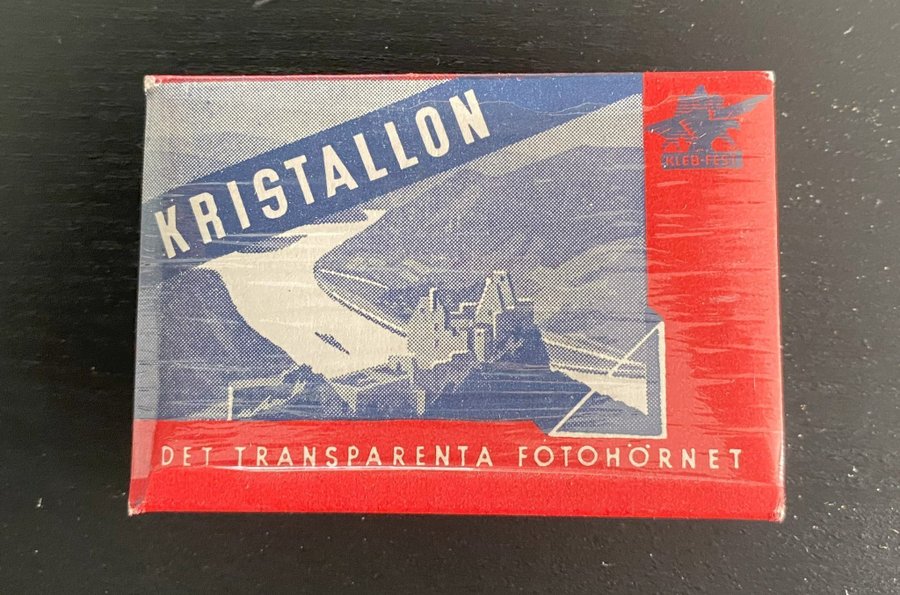 KRISTALLON
KLEB-FEST
DET TRANSPARENTA FOTOHÖRNET